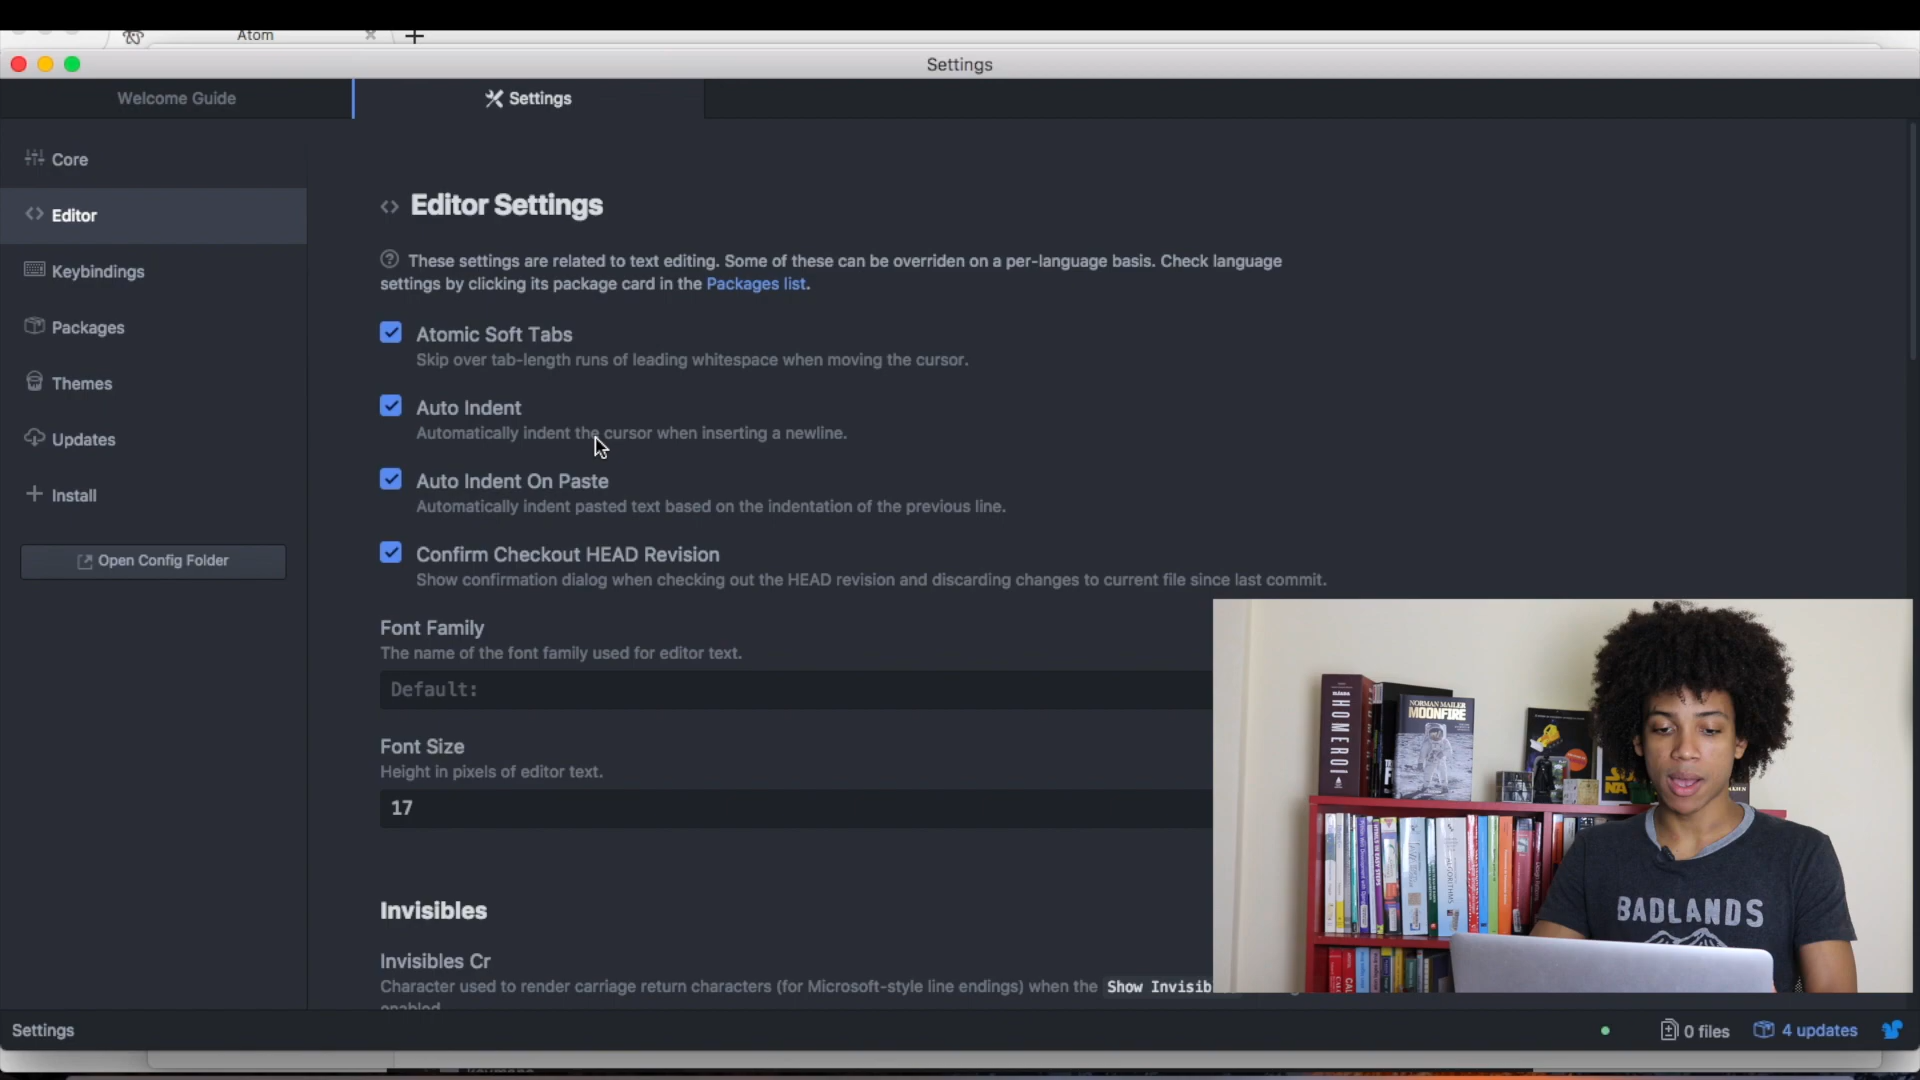 Atom
Settings
Welcome Guide
Settings
Core
Editor
Keybindings
Packages
Themes
Updates
Install
Open Config Folder
Editor Settings
These settings are related to text editing. Some of these can be overriden on a per-language basis. Check language
settings by clicking its package card in the Packages list.
Atomic Soft Tabs
Skip over tab-length runs of leading whitespace when moving the cursor.
Auto Indent
Automatically indent the cursor when inserting a newline.
Auto Indent On Paste
Automatically indent pasted text based on the indentation of the previous line.
Confirm Checkout HEAD Revision
Show confirmation dialog when checking out the HEAD revision and discarding changes to current file since last commit.
Font Family
The name of the font family used for editor text.
Default:
Font Size
Height in pixels of editor text.
17
Invisibles
Invisibles Cr
Character used to render carriage return characters (for Microsoft-style line endings) when the Show Invisib
enabled
HOMEROI
NORMAN MAILER
MOONFIRE
ALGORITHMS
BADLANDS
Settings
0 files
4 updates